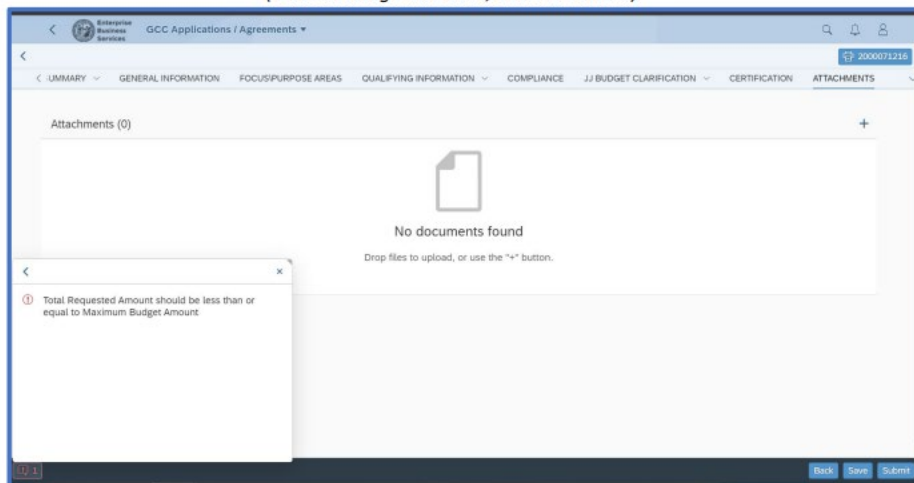 Enterprise
Business
Services
GCC Applications / Agreements
2000071216
UMMARY GENERAL INFORMATION FOCUS\PURPOSE AREAS QUALIFYING INFORMATION COMPLIANCE JJ BUDGET CLARIFICATION CERTIFICATION ATTACHMENTS
Attachments (0)
No documents found
Drop files to upload, or use the "+" button.
Total Requested Amount should be less than or
equal to Maximum Budget Amount
1
Back Save Submit